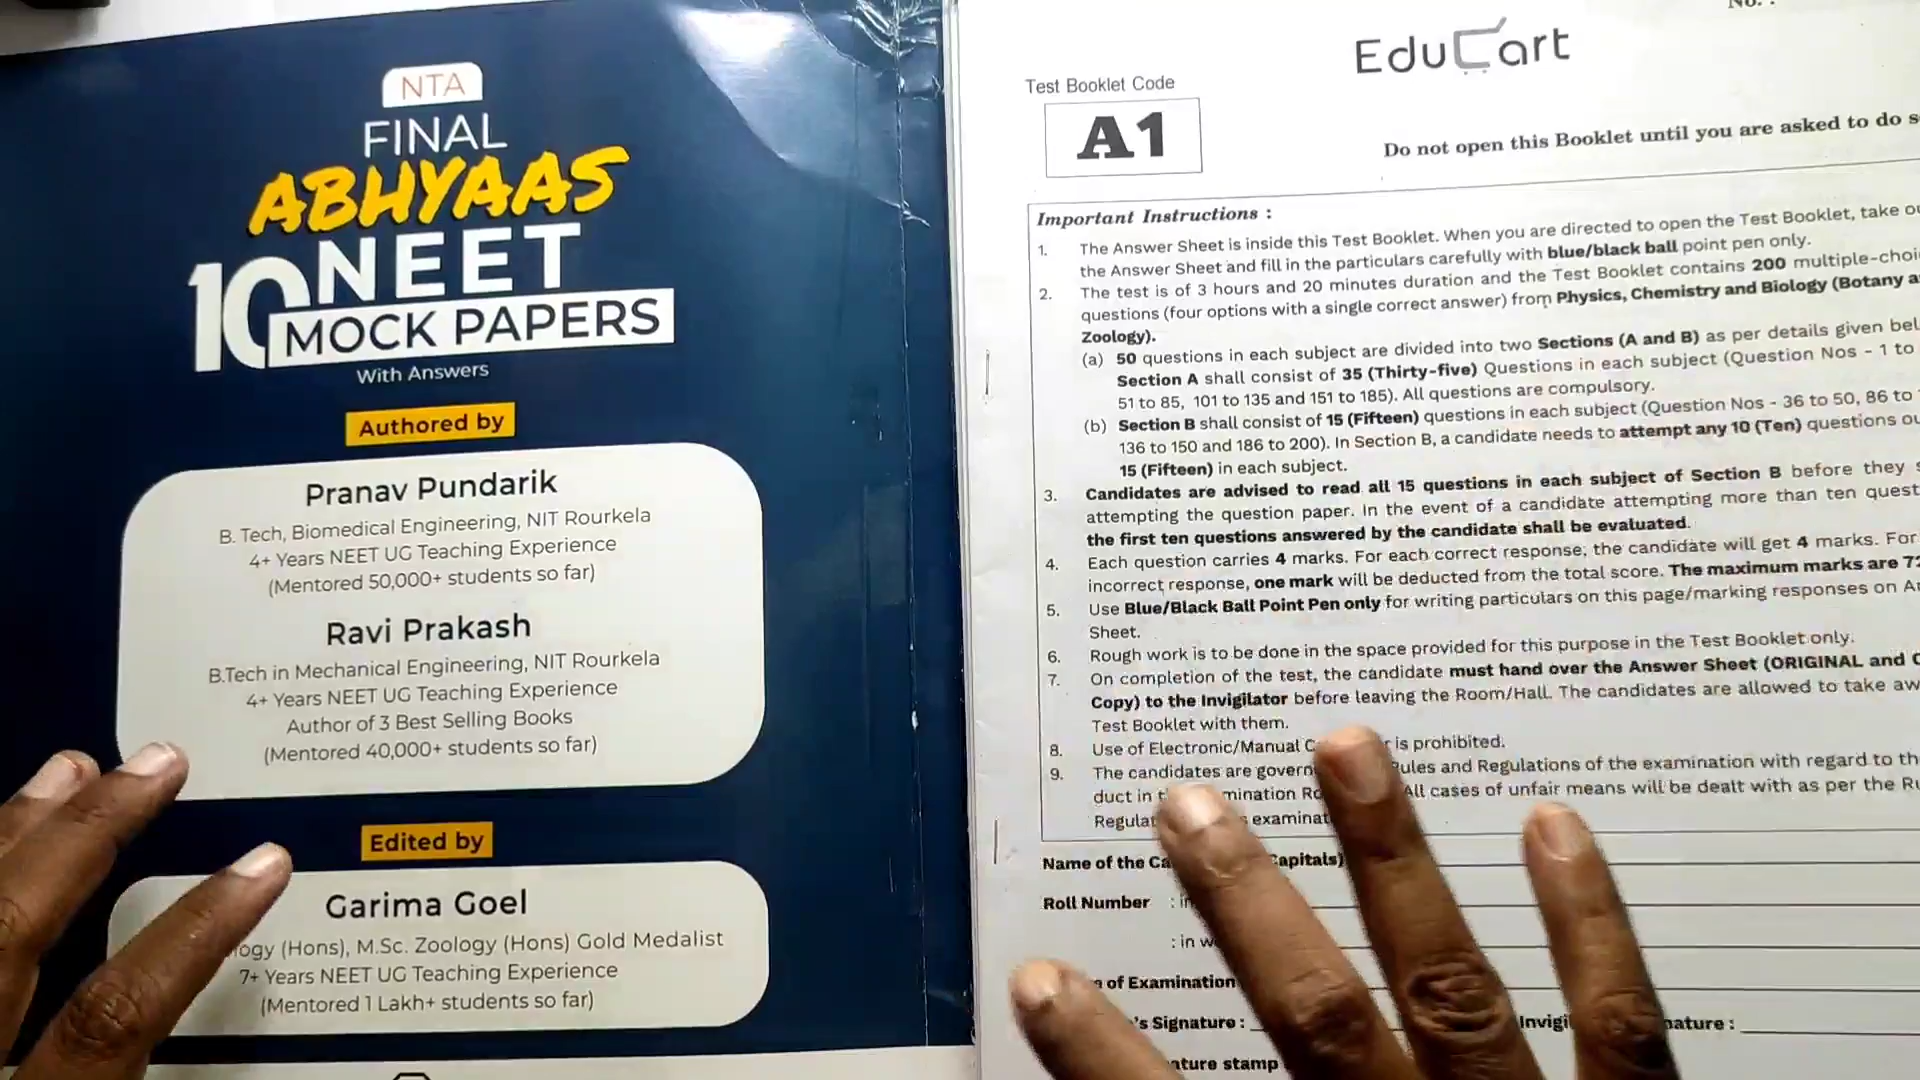 NTA
FINAL
ABHYAAS
10 NEET
MOCK PAPERS
With Answers
Authored by
Pranav Pundarik
B. Tech, Biomedical Engineering, NIT Rourkela
4+ Years NEET UG Teaching Experience
(Mentored 50,000+ students so far)
Ravi Prakash
B.Tech in Mechanical Engineering, NIT Rourkela
4+ Years NEET UG Teaching Experience
Author of 3 Best Selling Books
(Mentored 40,000+ students so far)
Edited by
Garima Goel
(Hons), M.Sc. Zoology (Hons) Gold Medalist
7+ Years NEET UG Teaching Experience
(Mentored 1 Lakh+ students so far)
No. :
EduCart
Test Booklet Code
A1
Do not open this Booklet until you are asked to do
Important Instructions :
1. The Answer Sheet is inside this Test Booklet. When you are directed to open the Test Booklet, take
the Answer Sheet and fill in the particulars carefully with blue/black ball point pen only.
2. The test is of 3 hours and 20 minutes duration and the Test Booklet contains 200
questions (four options with a single correct answer) from Physics, Chemistry and Biology (Botany
Zoology).
(a) 50 questions in each subject are divided into two Sections (A and B) as per details given
Section A shall consist of 35 (Thirty-five) Questions in each subject (Question Nos - 1 to
51 to 85, 101 to 135 and 151 to 185). All questions are compulsory.
(b) Section B shall consist of 15 (Fifteen) questions in each subject (Question Nos - 36 to 50, 86 to
136 to 150 and 186 to 200). In Section B, a candidate needs to attempt any 10 (Ten) questions
15 (Fifteen) in each subject.
3. Candidates are advised to read all 15 questions in each subject of Section B before they
attempting the question paper. In the event of a candidate attempting more than ten
the first ten questions answered by the candidate shall be evaluated.
4. Each question carries 4 marks. For each correct response, the candidate will get 4 marks. For
incorrect response, one mark will be deducted from the total score. The maximum marks are
5. Use Blue/Black Ball Point Pen only for writing particulars on this page/marking responses on
Sheet.
6. Rough work is to be done in the space provided for this purpose in the Test Booklet only.
7. On completion of the test, the candidate must hand over the Answer Sheet (ORIGINAL and
Copy) to the Invigilator before leaving the Room/Hall. The candidates are allowed to take
Test Booklet with them.
8. Use of Electronic/Manual is prohibited.
9. The candidates are Rules and Regulations of the examination with regard to
duct in All cases of unfair means will be dealt with as per the
Name of the Capitals)
Roll Number :
: in
of Examination
's Signature :
stamp